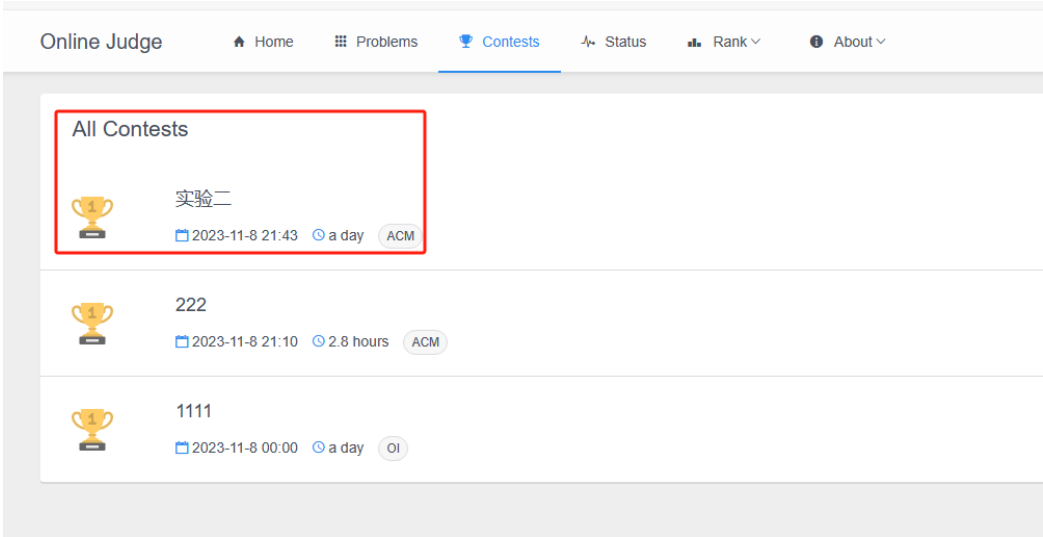 Online Judge Home Problems Contests Status Rank About
All Contests
实验二
2023-11-8 21:43 a day ACM
222
2023-11-8 21:10 2.8 hours ACM
1111
2023-11-8 00:00 a day OI